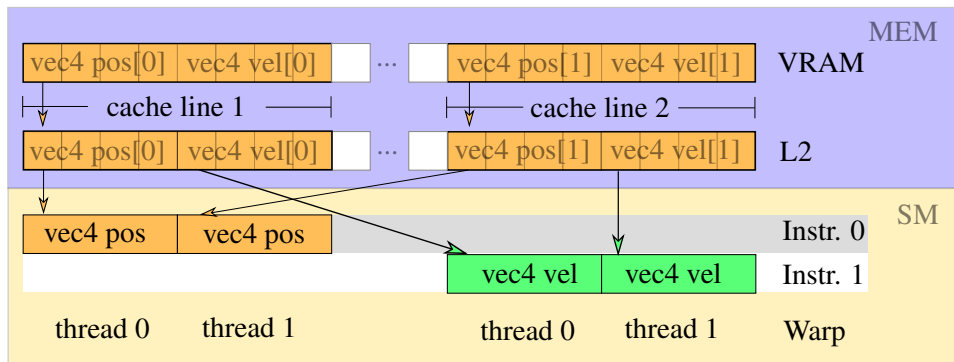 MEM
vec4 pos[0] vec4 vel[0] ... vec4 pos[1] vec4 vel[1] VRAM
cache line 1 cache line 2
vec4 pos[0] vec4 vel[0] ... vec4 pos[1] vec4 vel[1] L2
SM
vec4 pos vec4 pos Instr. 0
vec4 vel vec4 vel Instr. 1
thread 0 thread 1 thread 0 thread 1 Warp